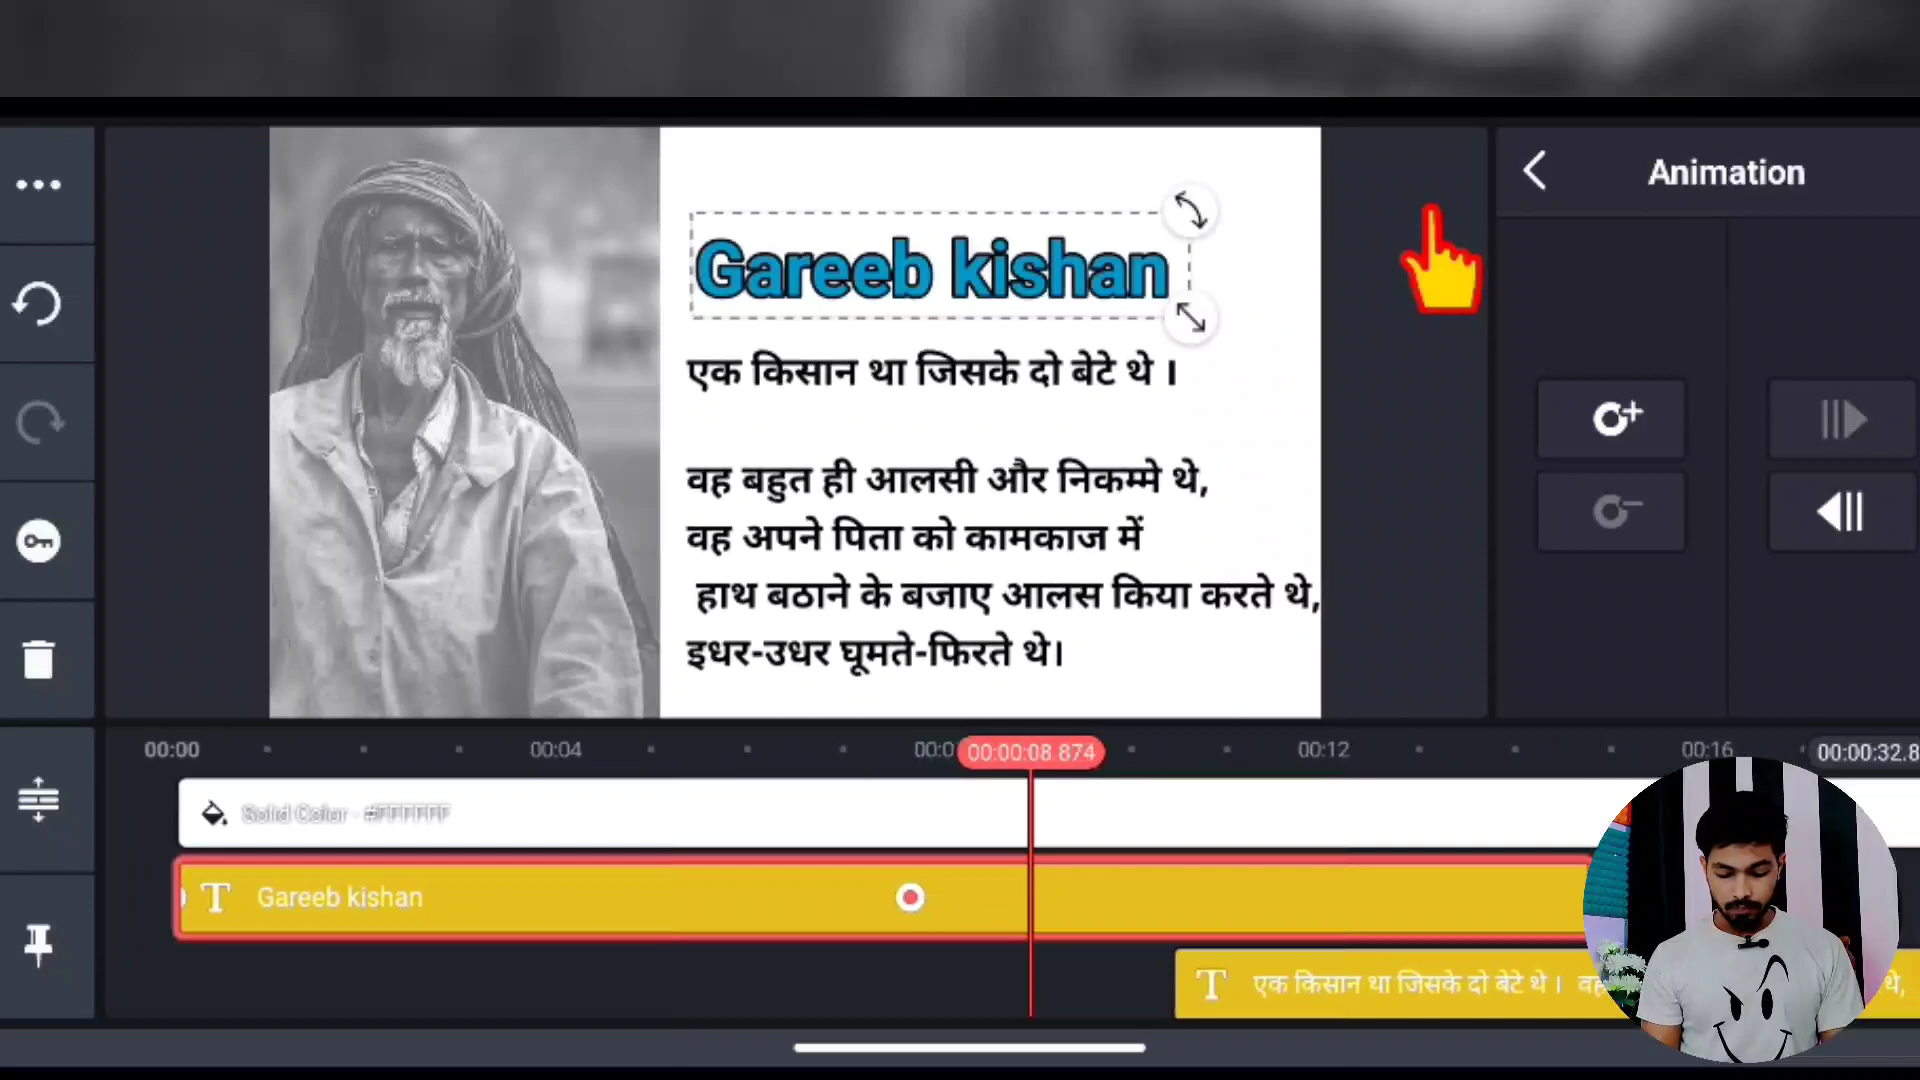 Animation
Gareeb kishan
एक किसान था जिसके दो बेटे थे ।
वह बहुत ही आलसी और निकम्मे थे,
वह अपने पिता को कामकाज में
हाथ बठाने के बजाए आलस किया करते थे,
इधर-उधर घूमते-फिरते थे।
00:00
00:04
00:0
00:00:08.874
00:12
00:16
00:00:32.8
Solid Color - #FFFFFF
Gareeb kishan
एक किसान था जिसके दो बेटे थे । वह
थे,